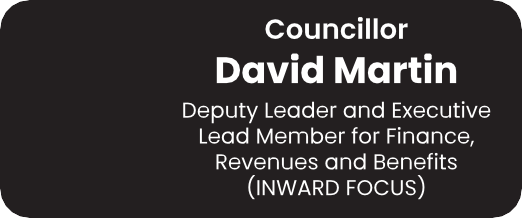 Councillor
David Martin
Deputy Leader and Executive
Lead Member for Finance,
Revenues and Benefits
(INWARD FOCUS)